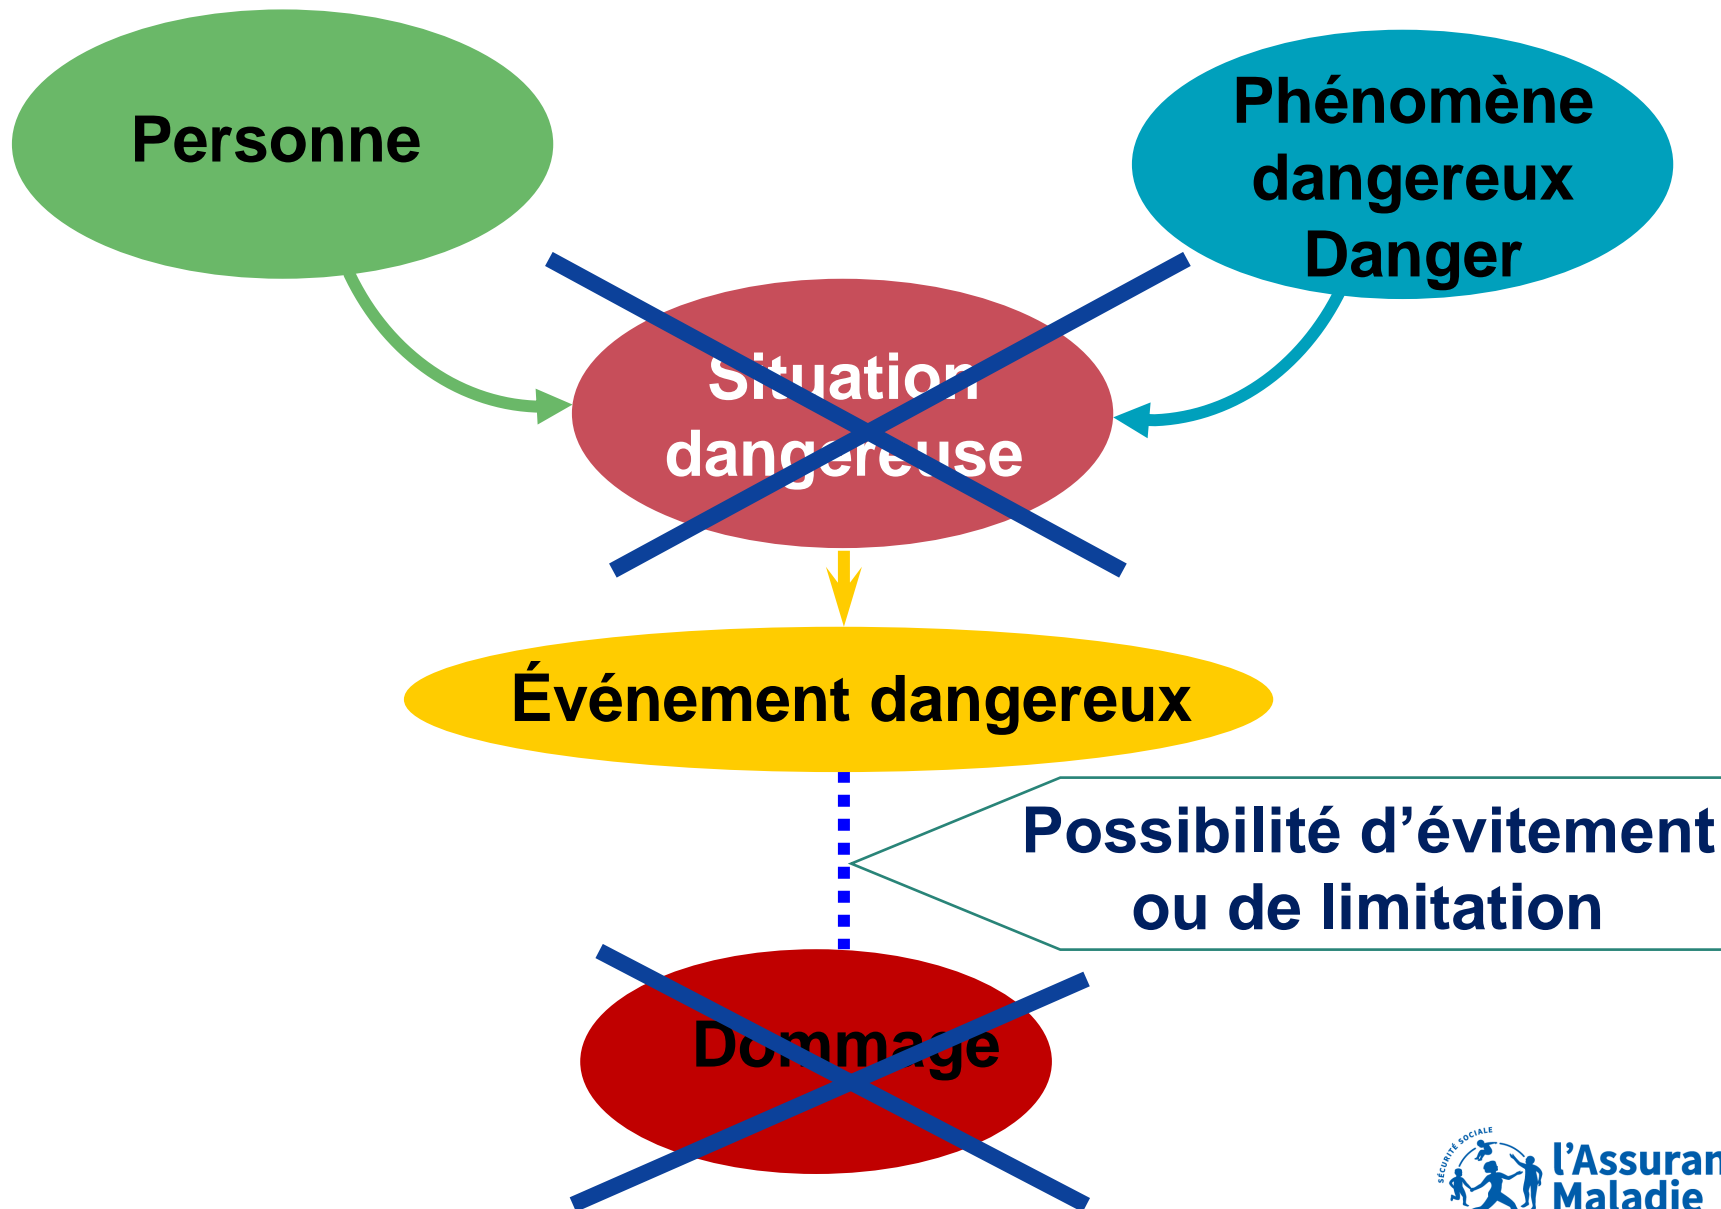 Personne
Phénomène
dangereux
Danger
Situation
dangereuse
Événement dangereux
Possibilité d’évitement
ou de limitation
Dommage
SÉCURITÉ SOCIALE
l’Assuran
Maladie